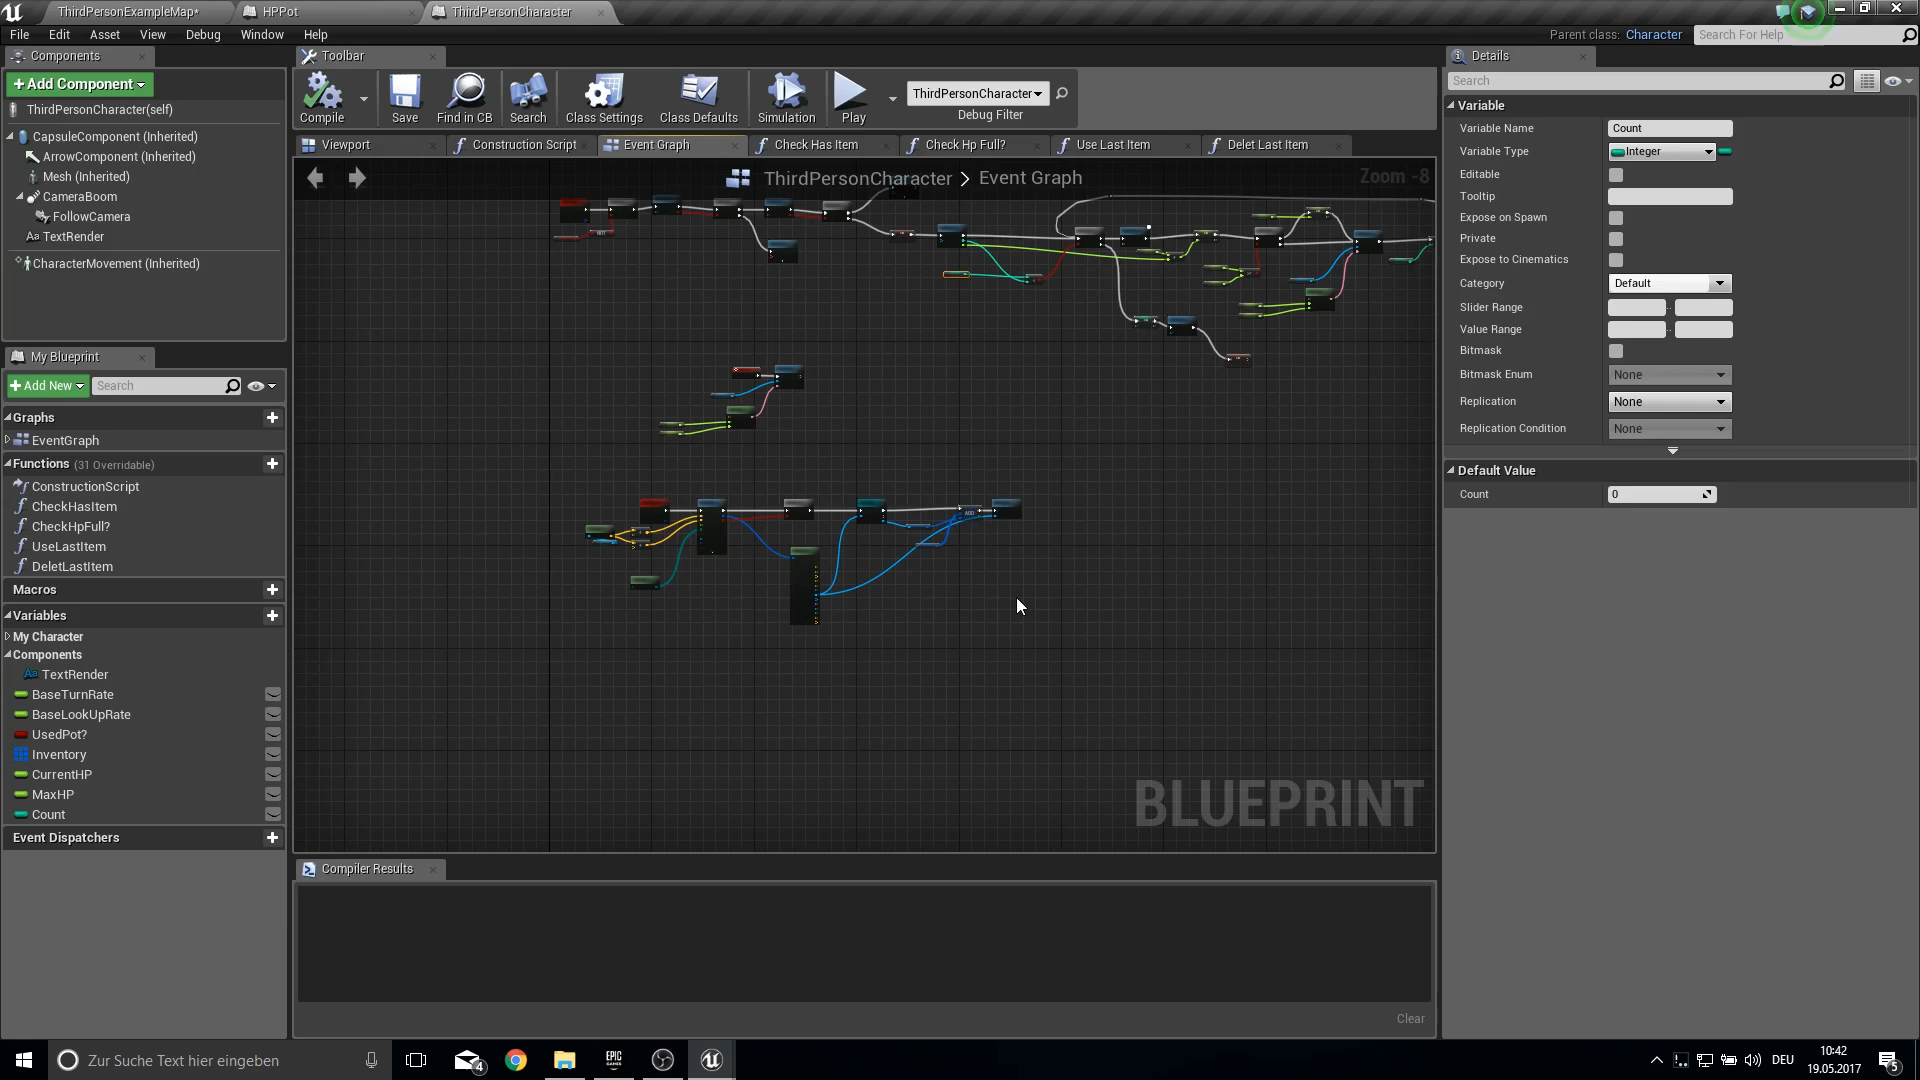 ThirdPersonExampleMap*
HPPot
ThirdPersonCharacter
File Edit Asset View Debug Window Help
Parent class: Character
Search For Help
Components
+Add Component
ThirdPersonCharacter(self)
CapsuleComponent (Inherited)
ArrowComponent (Inherited)
Mesh (Inherited)
CameraBoom
FollowCamera
TextRender
CharacterMovement (Inherited)
My Blueprint
+Add New
Search
Graphs
EventGraph
Functions (31 Overridable)
ConstructionScript
CheckHasItem
CheckHpFull?
UseLastItem
DeletLastItem
Macros
Variables
My Character
Components
TextRender
BaseTurnRate
BaseLookUpRate
UsedPot?
Inventory
CurrentHP
MaxHP
Count
Event Dispatchers
Toolbar
Compile
Save
Find in CB
Search
Class Settings
Class Defaults
Simulation
Play
ThirdPersonCharacter
Debug Filter
Viewport
Construction Script
Event Graph
Check Has Item
Check Hp Full?
Use Last Item
Delet Last Item
ThirdPersonCharacter > Event Graph
Zoom -8
NOT
ADD
BLUEPRINT
Compiler Results
Clear
Details
Search
Variable
Variable Name Count
Variable Type Integer
Editable
Tooltip
Expose on Spawn
Private
Expose to Cinematics
Category Default
Slider Range
Value Range
Bitmask
Bitmask Enum None
Replication None
Replication Condition None
Default Value
Count 0
Zur Suche Text hier eingeben
4
EPIC
GAMES
DEU
10:42
19.05.2017
5